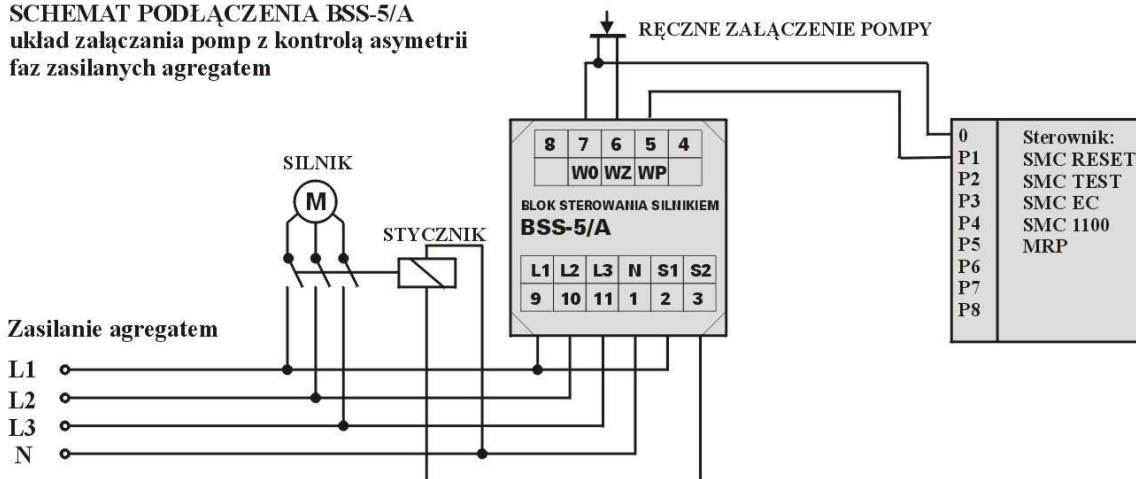 SCHEMAT PODŁĄCZENIA BSS-5/A
układ załączania pomp z kontrolą asymetrii
faz zasilanych agregatem
RĘCZNE ZAŁĄCZENIE POMPY
8 7 6 5 4
W0 WZ WP
BLOK STEROWANIA SILNIKIEM
BSS-5/A
L1 L2 L3 N S1 S2
9 10 11 1 2 3
SILNIK
M
STYCZNIK
0
P1
P2
P3
P4
P5
P6
P7
P8
Sterownik:
SMC RESET
SMC TEST
SMC EC
SMC 1100
MRP
Zasilanie agregatem
L1
L2
L3
N